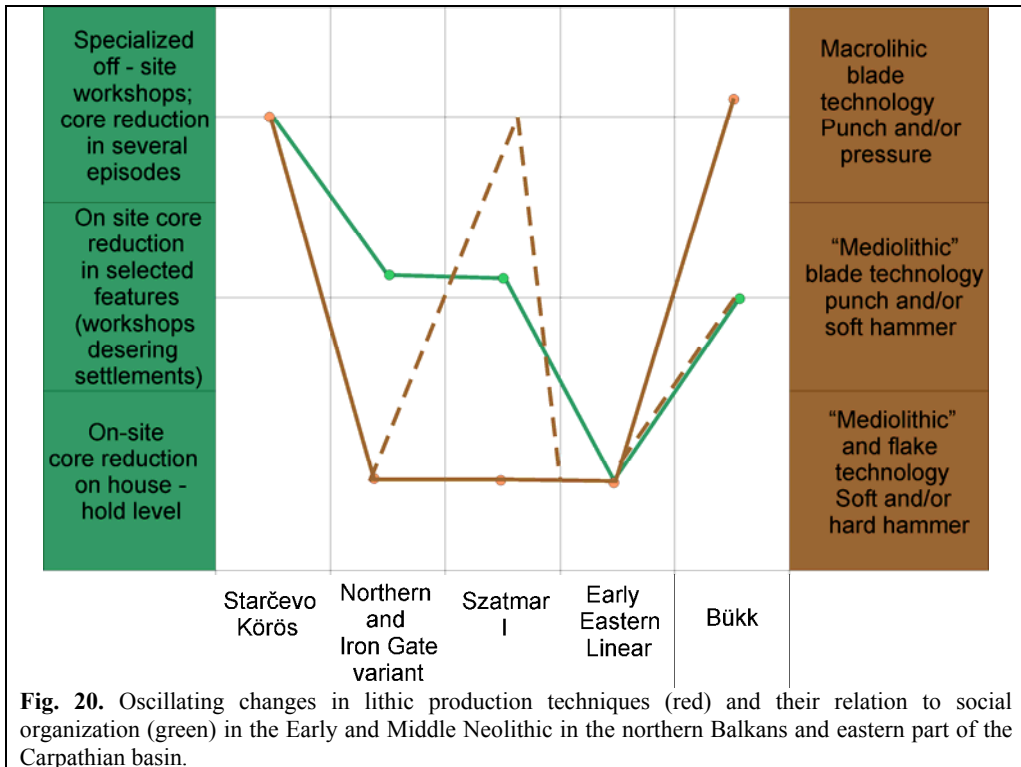 Specialized
off - site
workshops;
core reduction
in several
episodes
On site core
reduction
in selected
features
(workshops
desering
settlements)
On-site
core reduction
on house -
hold level
Macrolihic
blade
technology
Punch and/or
pressure
“Mediolithic”
blade technology
punch and/or
soft hammer
“Mediolithic”
and flake
technology
Soft and/or
hard hammer
Starčevo
Körös
Northern
and
Iron Gate
variant
Szatmar
I
Early
Eastern
Linear
Bükk
Fig. 20. Oscillating changes in lithic production techniques (red) and their relation to social
organization (green) in the Early and Middle Neolithic in the northern Balkans and eastern part of the
Carpathian basin.